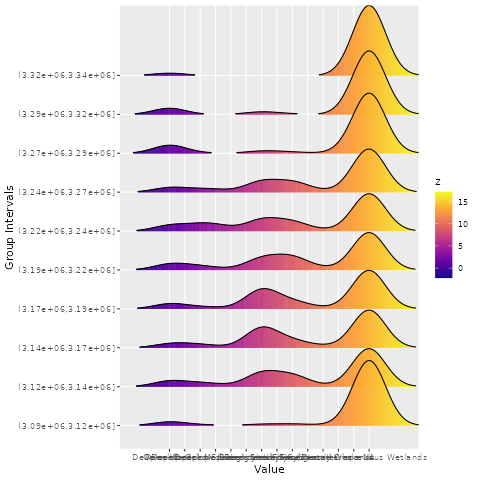 (3.32e+06,3.34e+06]
(3.29e+06,3.32e+06]
(3.27e+06,3.29e+06]
(3.24e+06,3.27e+06]
(3.22e+06,3.24e+06]
(3.19e+06,3.22e+06]
(3.17e+06,3.19e+06]
(3.14e+06,3.17e+06]
(3.12e+06,3.14e+06]
(3.09e+06,3.12e+06]
Group Intervals
Wetlands
Value
z
15
10
5
0